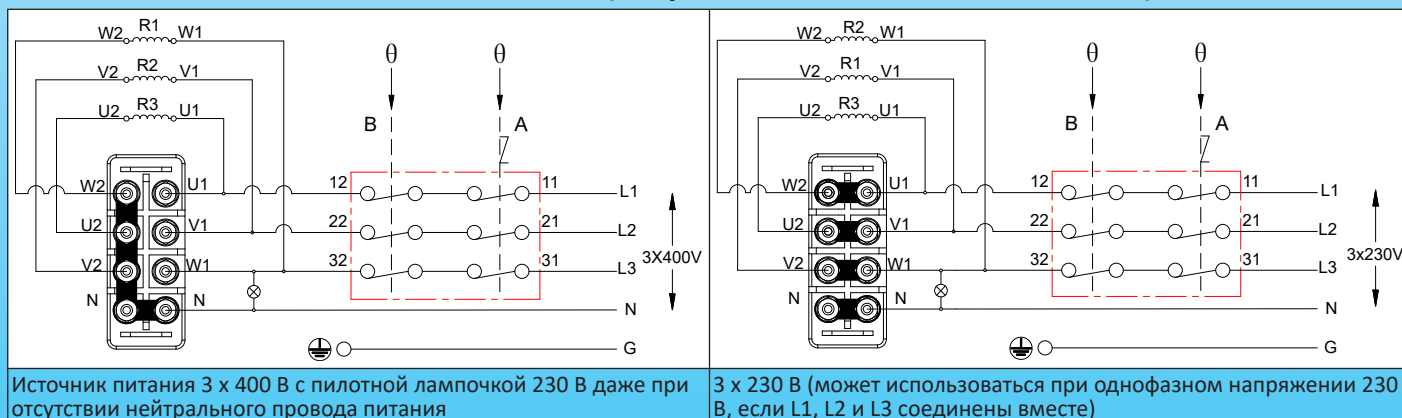 W2 R1 W1
θ θ
V2 R2 V1
U2 R3 U1
B A
W2 U1 12 11 L1
U2 V1 22 21 L2
3X400V
V2 W1 32 31 L3
N N N
G
Источник питания 3 x 400 В с пилотной лампочкой 230 В даже при
отсутствии нейтрального провода питания
W2 R2 W1
θ θ
V2 R1 V1
U2 R3 U1
B A
W2 U1 12 11 L1
U2 V1 22 21 L2
3x230V
V2 W1 32 31 L3
N N N
G
3 x 230 В (может использоваться при однофазном напряжении 230
В, если L1, L2 и L3 соединены вместе)